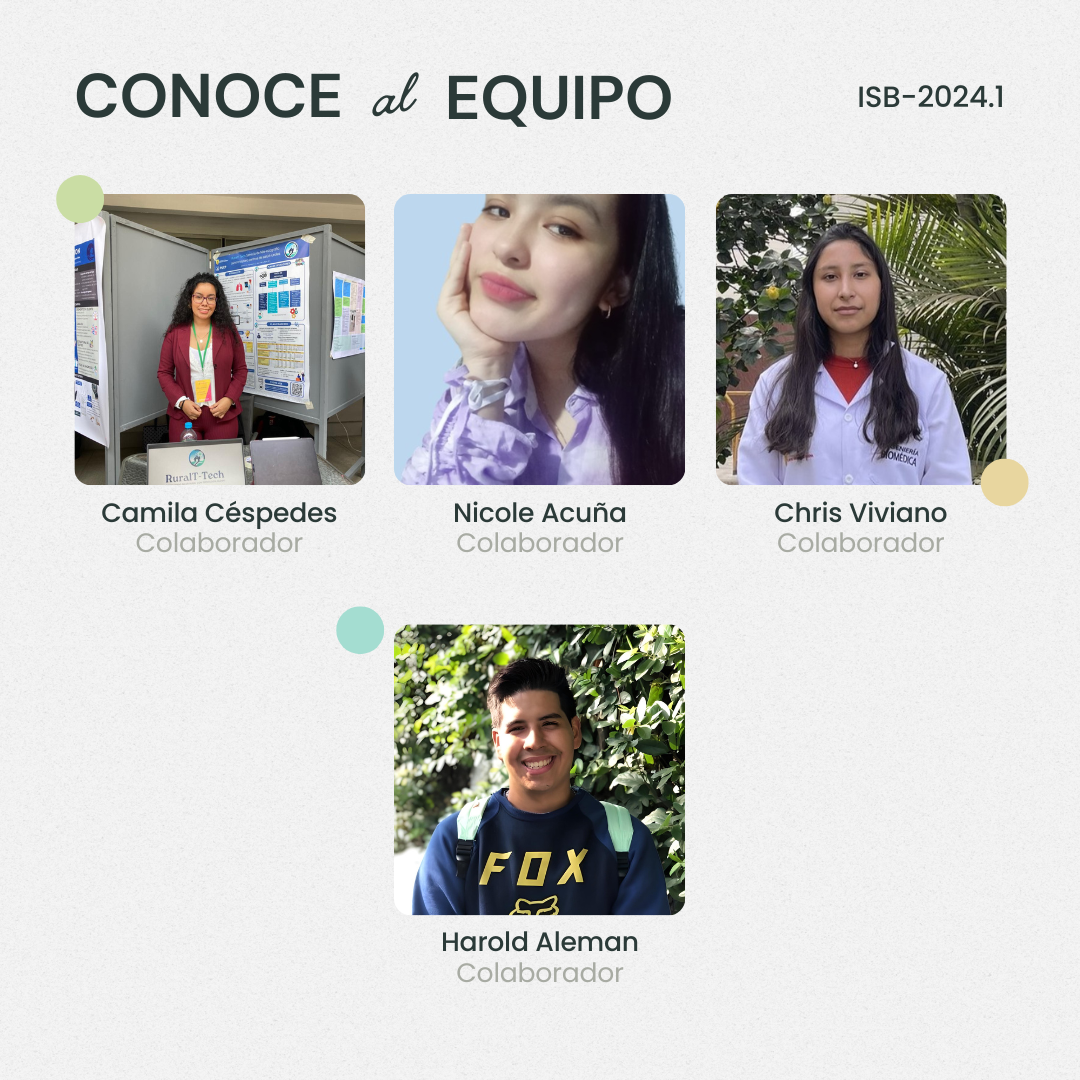 CONOCE al EQUIPO
ISB-2024.1
RuralT-Tech
INGENIERÍA
BIOMÉDICA
Camila Céspedes
Colaborador
Nicole Acuña
Colaborador
Chris Viviano
Colaborador
FOX
Harold Aleman
Colaborador